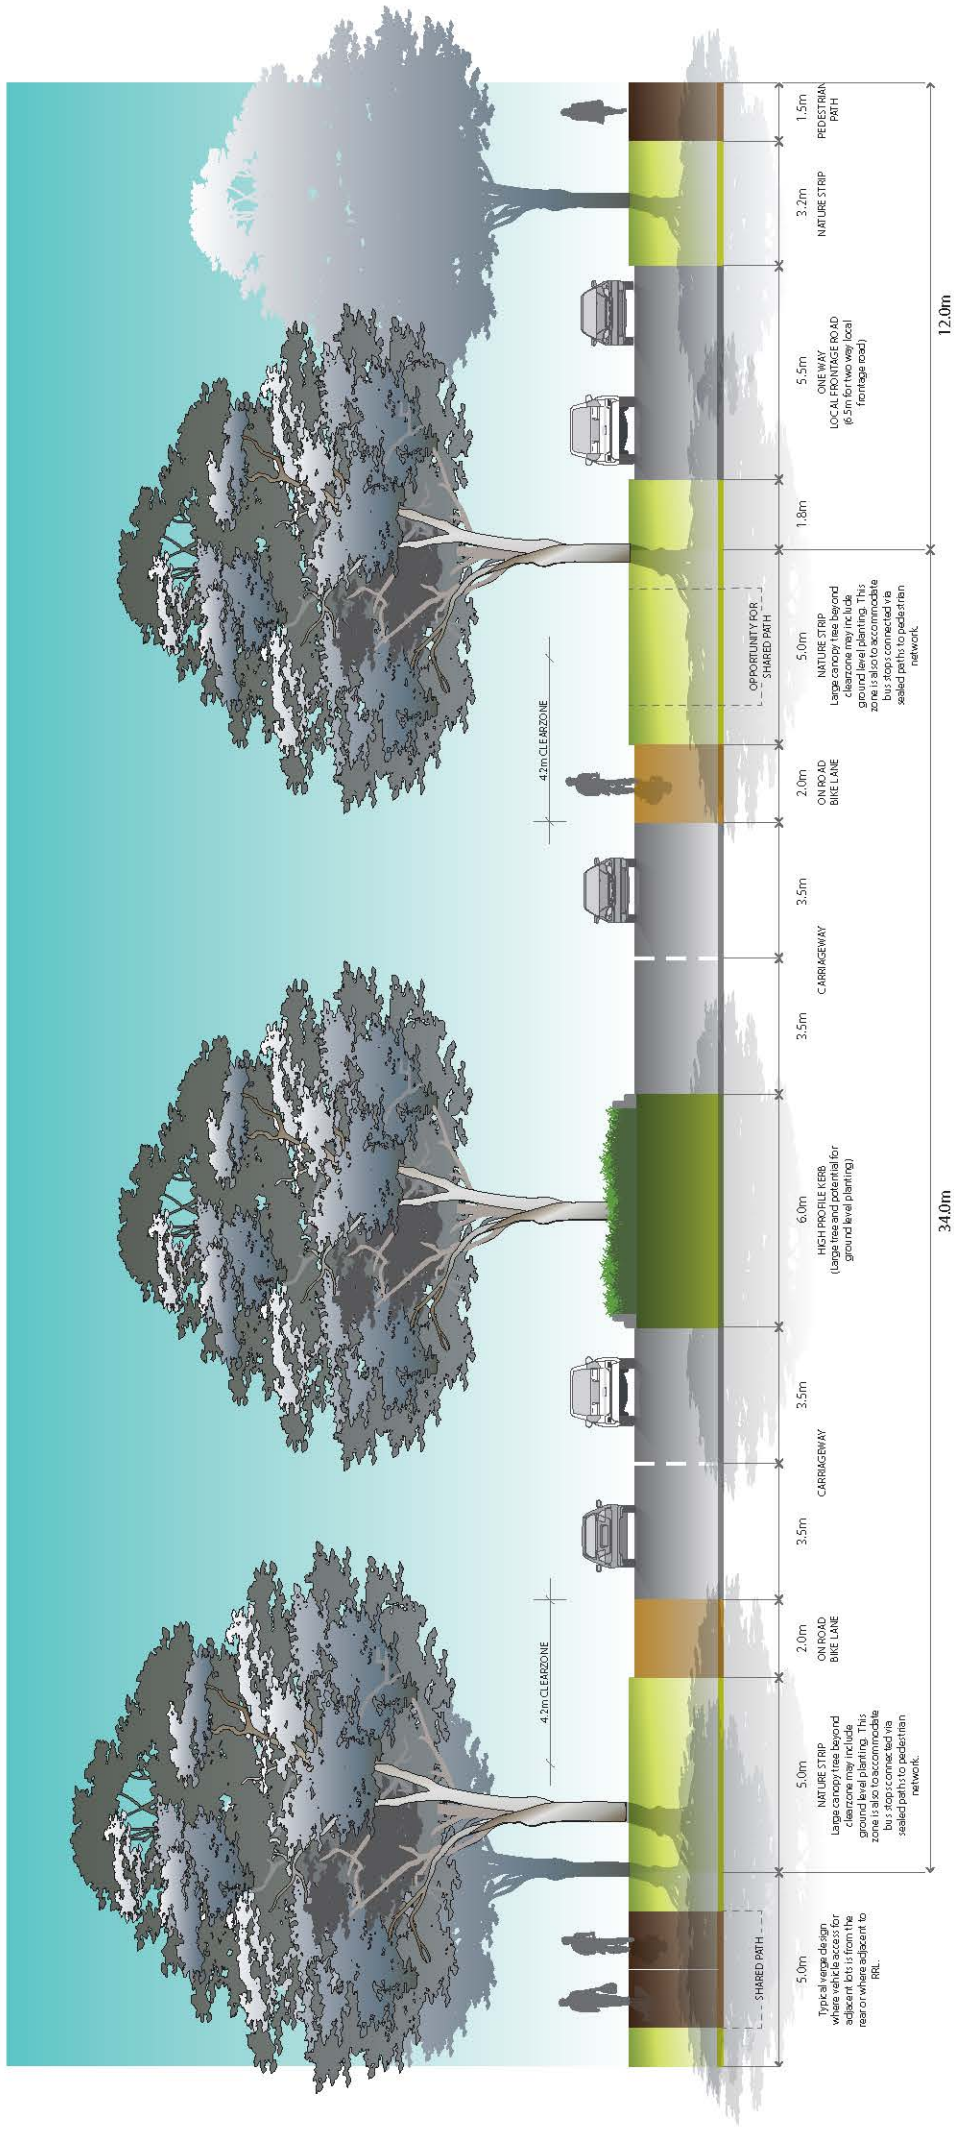 4.2m CLEARZONE
4.2m CLEARZONE
SHARED PATH
OPPORTUNITY FOR
SHARED PATH
5.0m
Typical verge design
where vehicle access for
adjacent lots is from the
rear or where adjacent to
RRL.
5.0m
NATURE STRIP
Large canopy tree beyond
clearzone may include
ground level planting. This
zone is also to accommodate
bus stops connected via
sealed paths to pedestrian
network.
2.0m
ON ROAD
BIKE LANE
3.5m
CARRIAGEWAY
3.5m
6.0m
HIGH PROFILE KERB
(Large tree and potential for
ground level planting)
3.5m
CARRIAGEWAY
3.5m
2.0m
ON ROAD
BIKE LANE
5.0m
NATURE STRIP
Large canopy tree beyond
clearzone may include
ground level planting. This
zone is also to accommodate
bus stops connected via
sealed paths to pedestrian
network.
1.8m
5.5m
ONE WAY
LOCAL FRONTAGE ROAD
(6.5m for two way local
frontage road)
3.2m
NATURE STRIP
1.5m
PEDESTRIAN
PATH
34.0m
12.0m